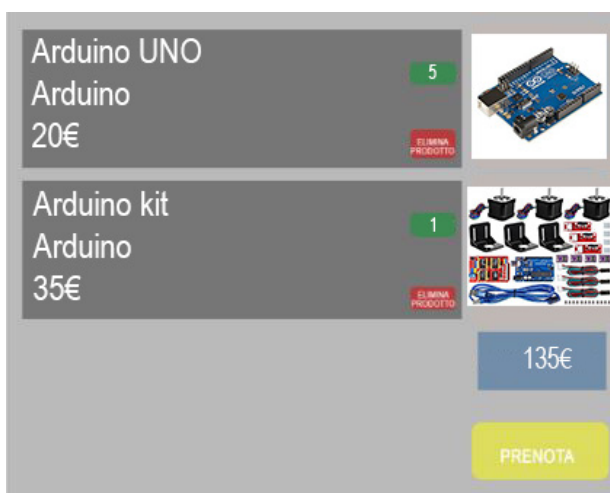 Arduino UNO
5
Arduino
20€
ELIMINA
PRODOTTO
Arduino kit
1
Arduino
35€
ELIMINA
PRODOTTO
135€
PRENOTA